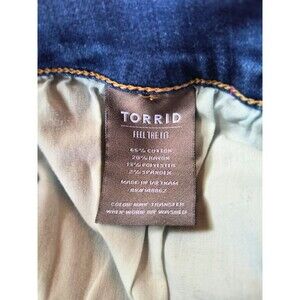 TORRID
FEEL THE FIT
65% COTTON
20% RAYON
13% POLYESTER
2% SPANDEX
MADE IN VIETNAM
COLOR MAY TRANSFER
WHEN WORN OR WASHED